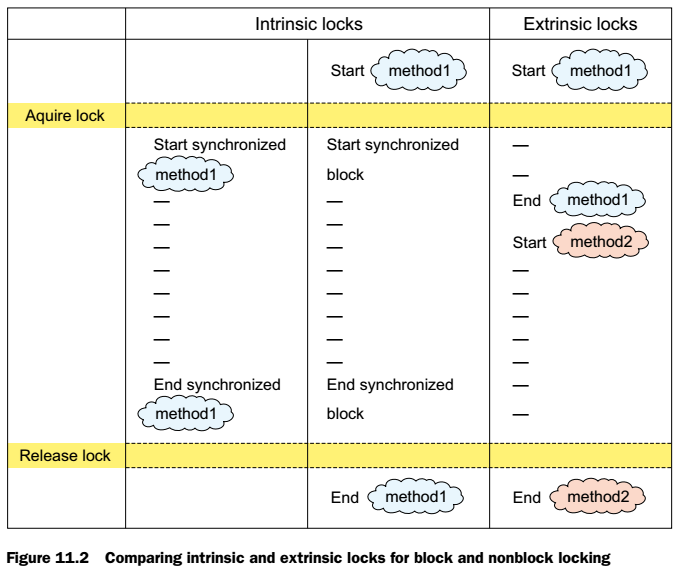 Intrinsic locks Extrinsic locks
Start method1 Start method1
Aquire lock
Start synchronized Start synchronized —
method1 block —
— — End method1
— —
— — Start method2
— — —
— — —
— — —
— — —
— — —
End synchronized End synchronized —
method1 block —
Release lock
End method1 End method2
Figure 11.2 Comparing intrinsic and extrinsic locks for block and nonblock locking